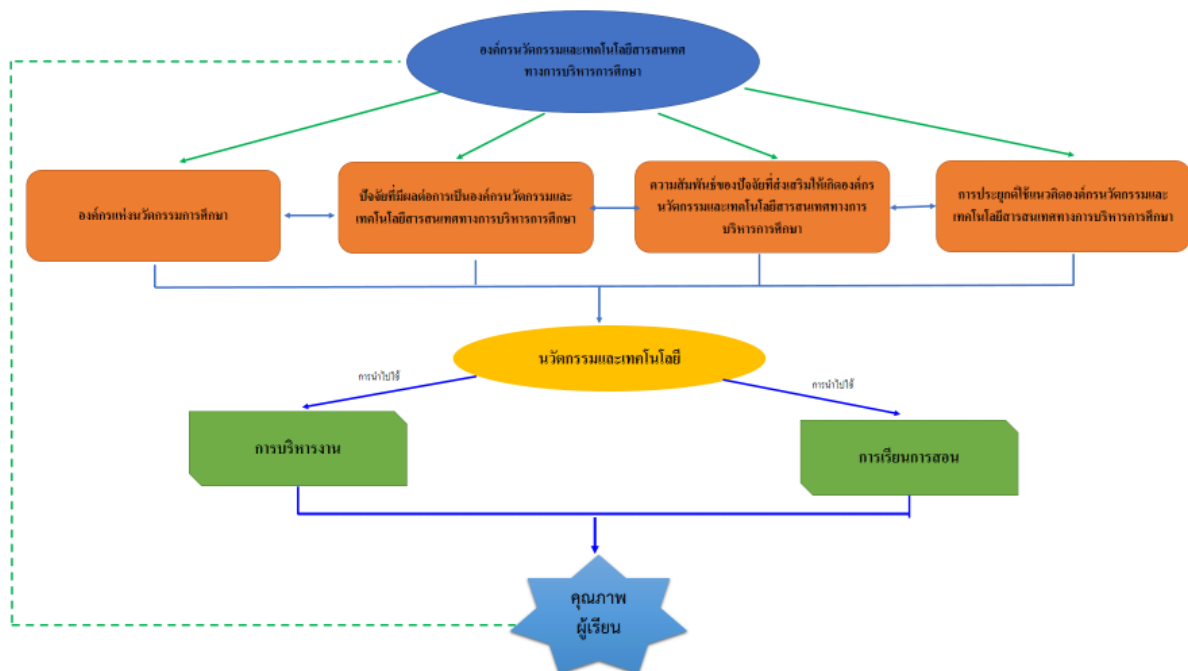 องค์กรนวัตกรรมและเทคโนโลยีสารสนเทศ
ทางการบริหารการศึกษา
องค์กรแห่งนวัตกรรมการศึกษา
ปัจจัยที่มีผลต่อการเป็นองค์กรนวัตกรรมและ
เทคโนโลยีสารสนเทศทางการบริหารการศึกษา
ความสัมพันธ์ของปัจจัยที่ส่งเสริมให้เกิดองค์กร
นวัตกรรมและเทคโนโลยีสารสนเทศทางการ
บริหารการศึกษา
การประยุกต์ใช้แนวคิดองค์กรนวัตกรรมและ
เทคโนโลยีสารสนเทศทางการบริหารการศึกษา
นวัตกรรมและเทคโนโลยี
การนำไปใช้
การนำไปใช้
การบริหารงาน
การเรียนการสอน
คุณภาพ
ผู้เรียน